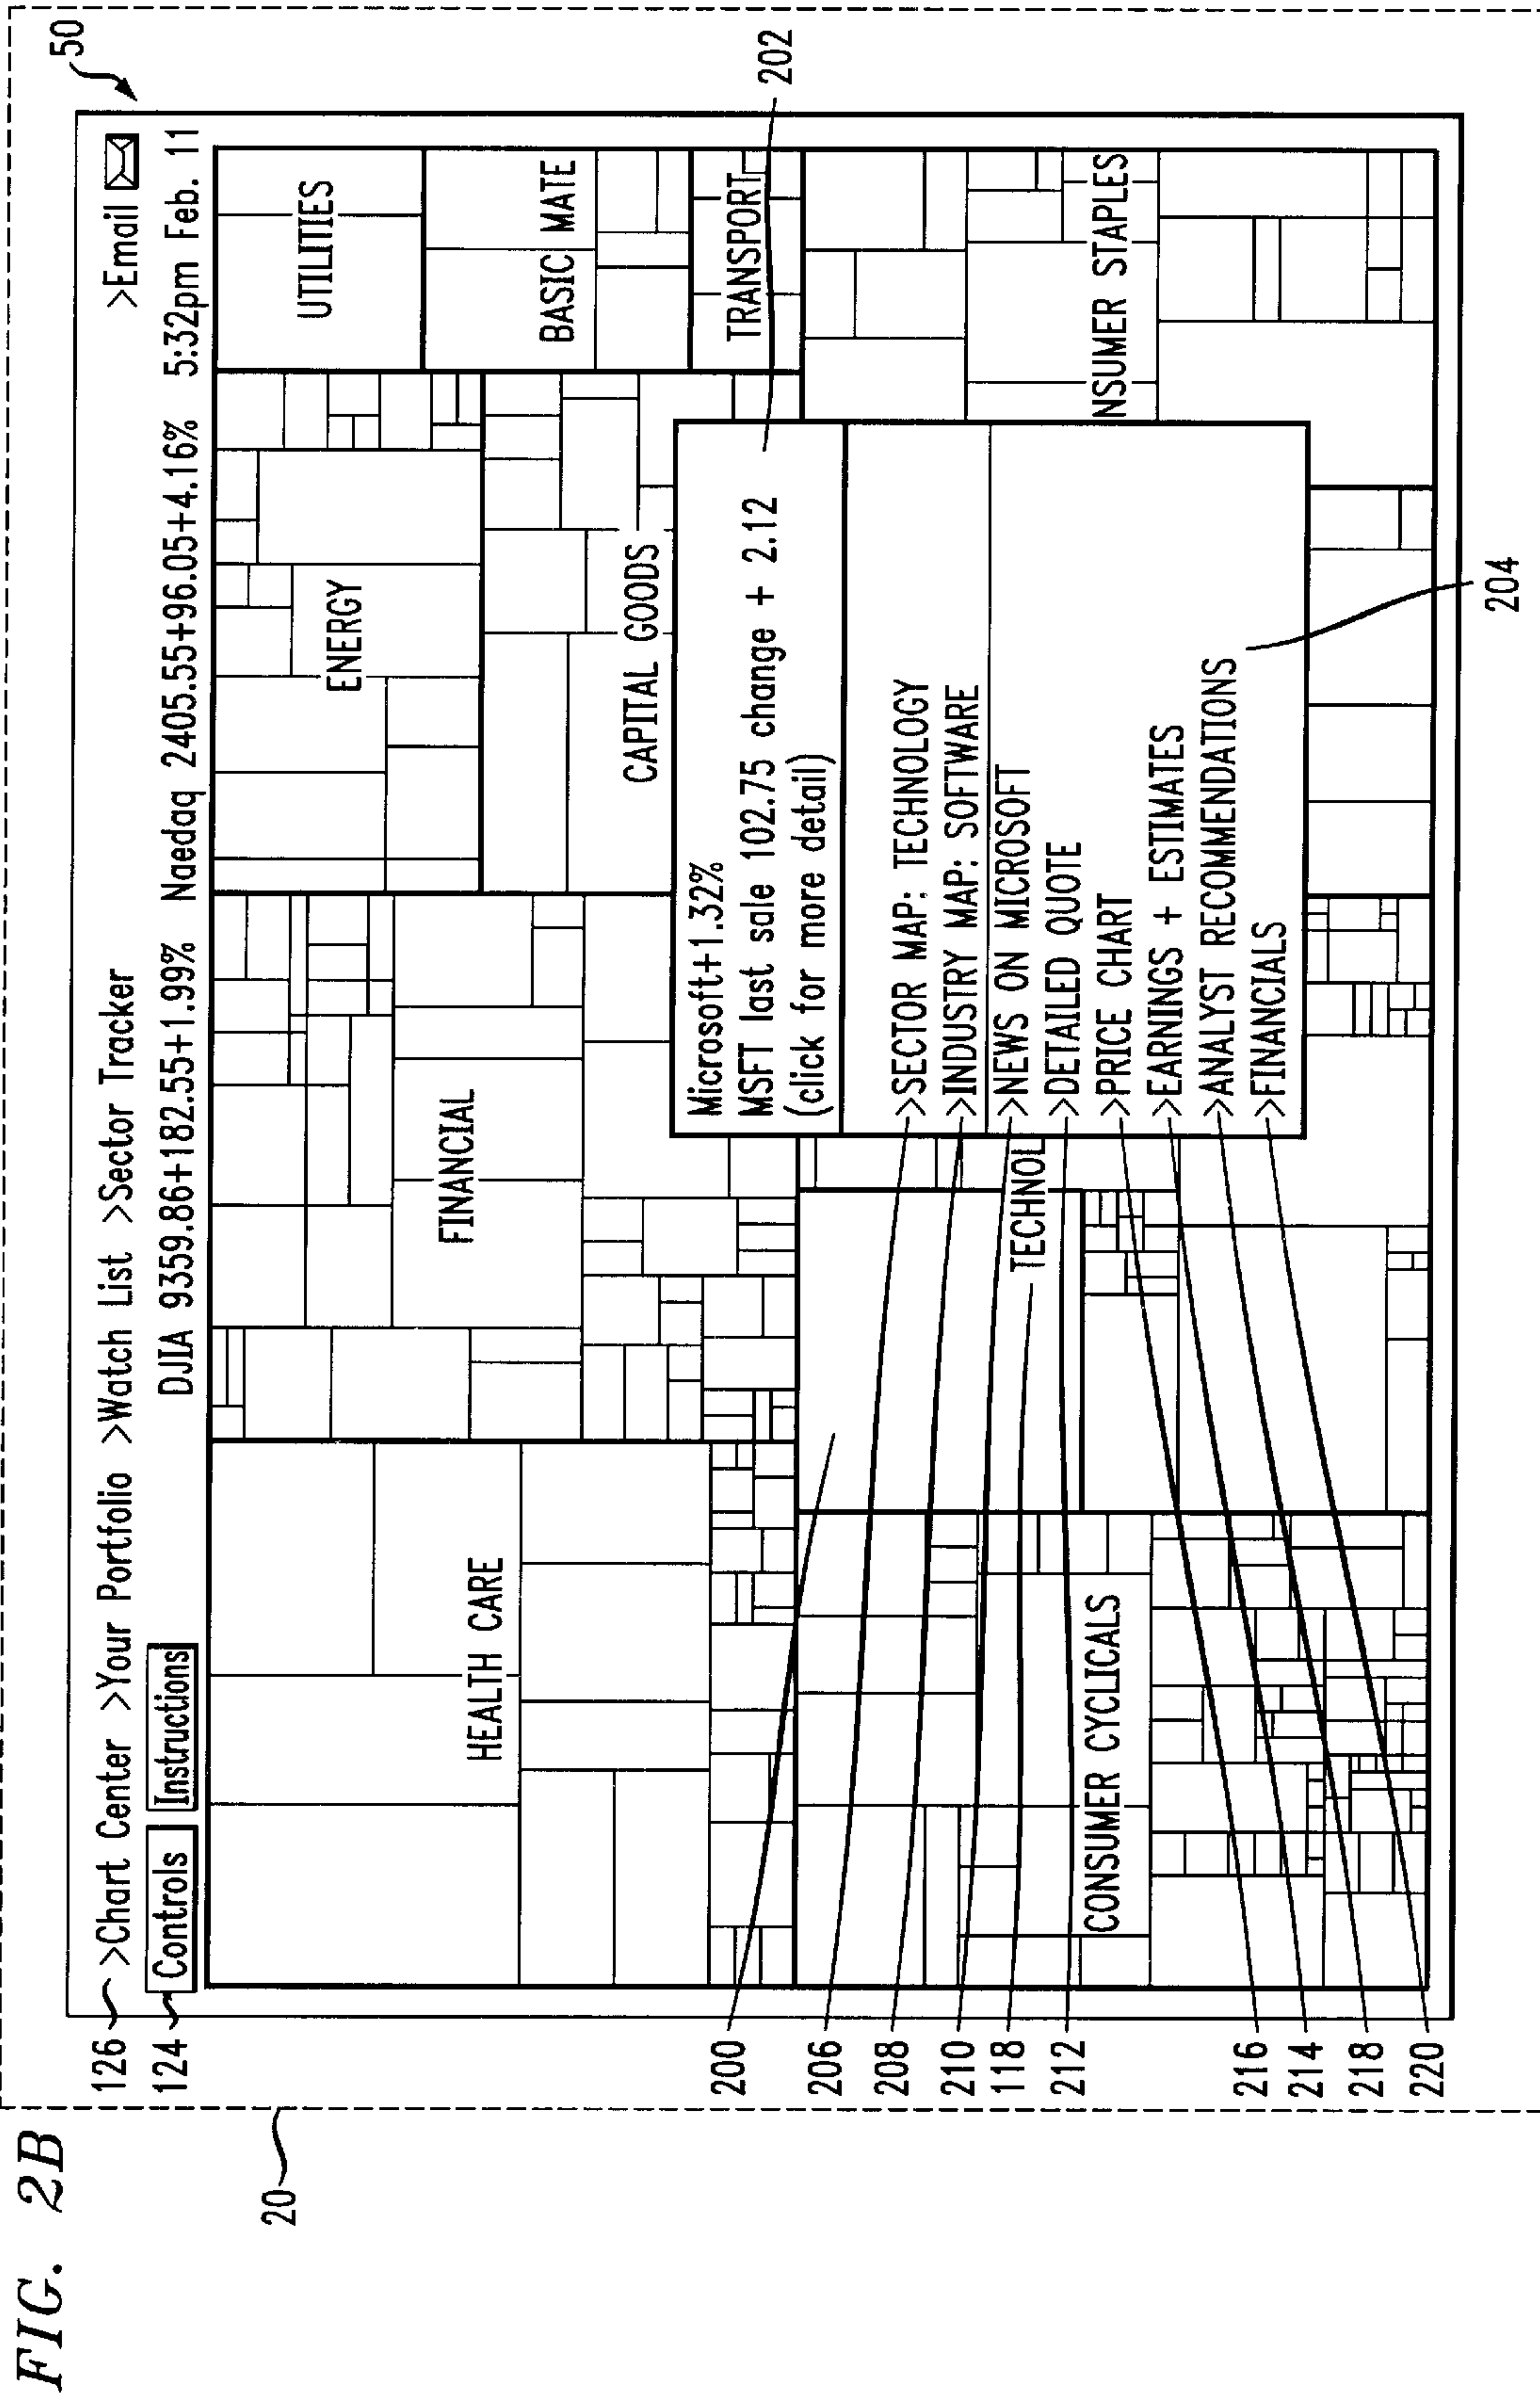 FIG. 2B
20
50
126
>Chart Center >Your Portfolio >Watch List >Sector Tracker
>Email
124
Controls
Instructions
DJIA 9359.86+182.55+1.99% Naedaq 2405.55+96.05+4.16% 5:32pm Feb. 11
HEALTH CARE
FINANCIAL
ENERGY
UTILITIES
CAPITAL GOODS
BASIC MATE
TRANSPORT
202
Microsoft+1.32%
MSFT last sale 102.75 change + 2.12
(click for more detail)
>SECTOR MAP: TECHNOLOGY
>INDUSTRY MAP: SOFTWARE
>NEWS ON MICROSOFT
>DETAILED QUOTE
>PRICE CHART
>EARNINGS + ESTIMATES
>ANALYST RECOMMENDATIONS
>FINANCIALS
TECHNOL
CONSUMER CYCLICALS
NSUMER STAPLES
204
200
206
208
210
118
212
216
214
218
220